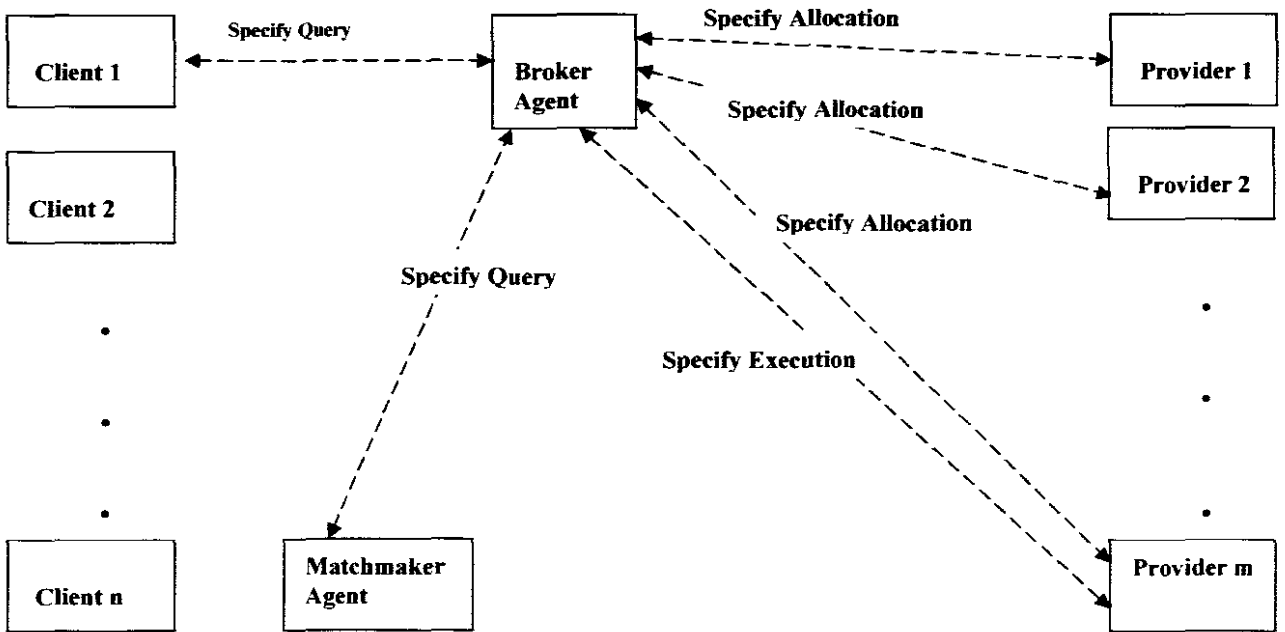 Specify Query
Specify Allocation
Client 1
Broker
Agent
Provider 1
Specify Allocation
Client 2
Provider 2
Specify Allocation
Specify Query
Specify Execution
Client n
Matchmaker
Agent
Provider m